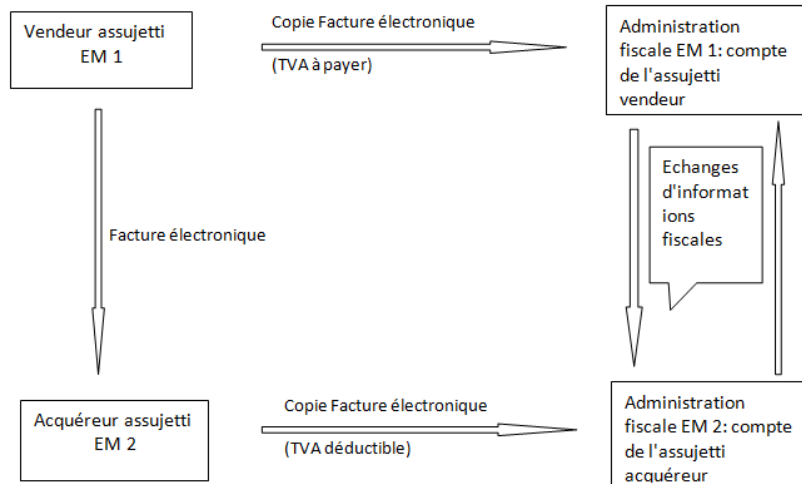 Vendeur assujetti
EM 1
Copie Facture électronique
(TVA à payer)
Administration
fiscale EM 1: compte
de l'assujetti
vendeur
Echanges
d'informat
ions
fiscales
Facture électronique
Acquéreur assujetti
EM 2
Copie Facture électronique
(TVA déductible)
Administration
fiscale EM 2: compte
de l'assujetti
acquéreur